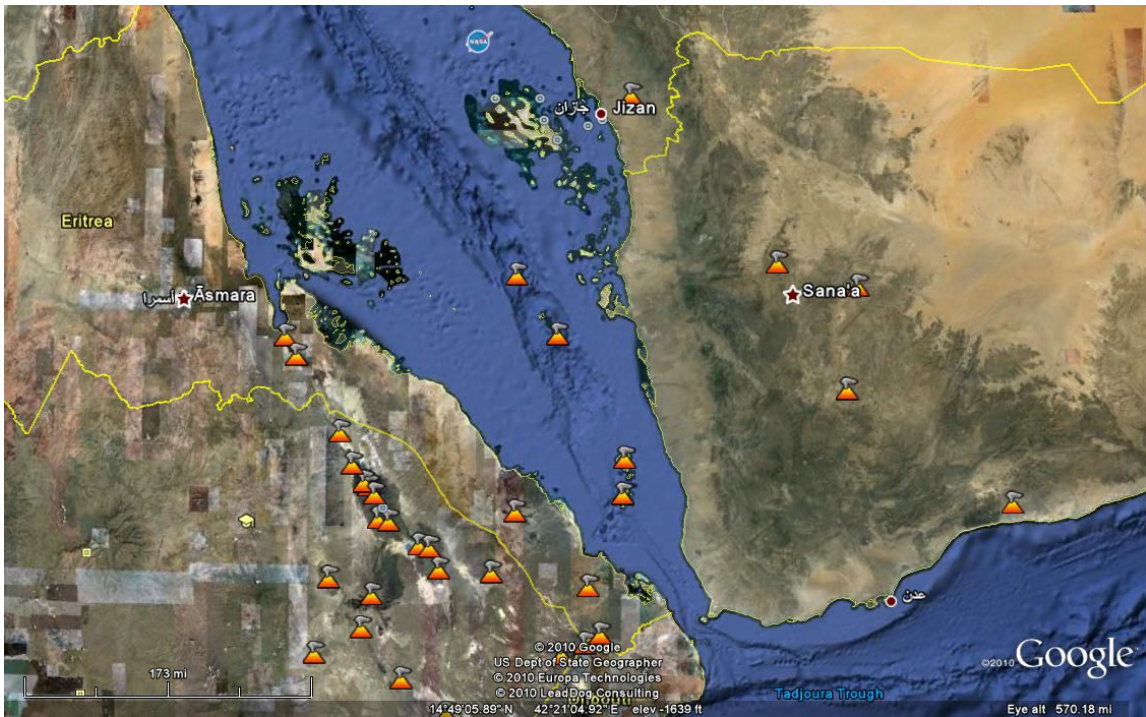 NASA
جازان Jizan
Eritrea
أسمرا Āsmara
Sana'a
عدن
© 2010 Google
US Dept of State Geographer
© 2010 Europa Technologies
© 2010 LeadDog Consulting
©2010 Google
173 mi
Djibouti
Tadjoura Trough
14°49'05.89" N 42°21'04.92" E elev -1639 ft
Eye alt 570.18 mi